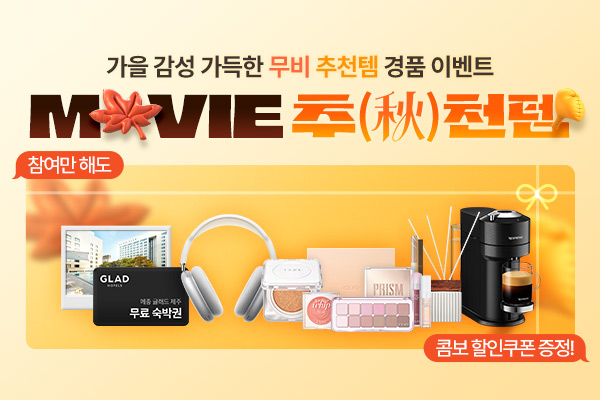 가을 감성 가득한 무비 추천템 경품 이벤트
MOVIE 추(秋)천템
참여만 해도
GLAD
HOTELS
메종 글래드 제주
무료 숙박권
PRISM
NESPRESSO
콤보 할인쿠폰 증정!